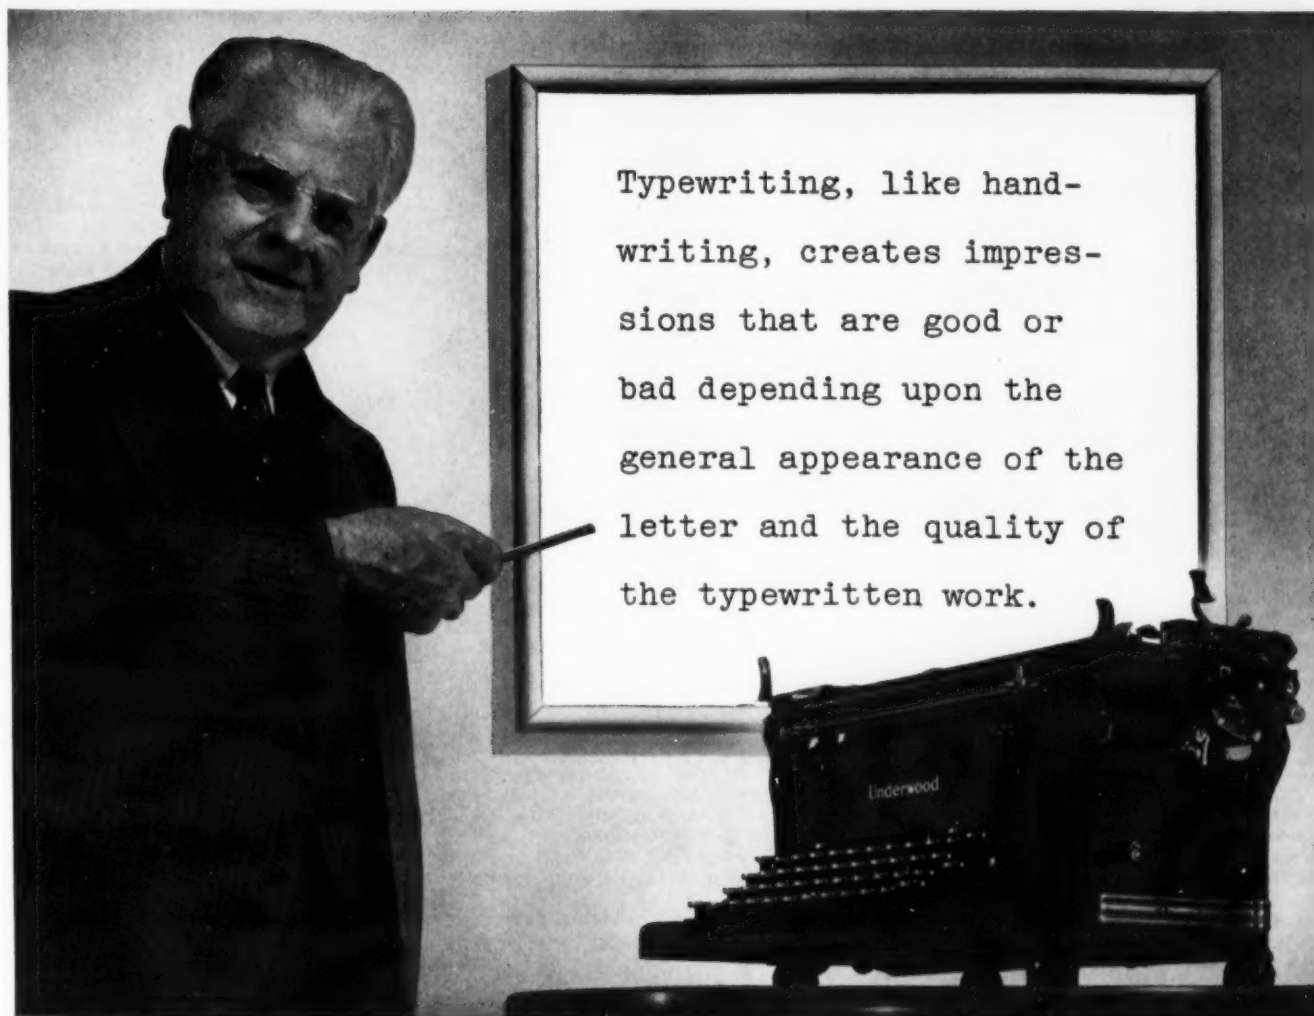 Typewriting, like hand-
writing, creates impres-
sions that are good or
bad depending upon the
general appearance of the
letter and the quality of
the typewritten work.
Underwood